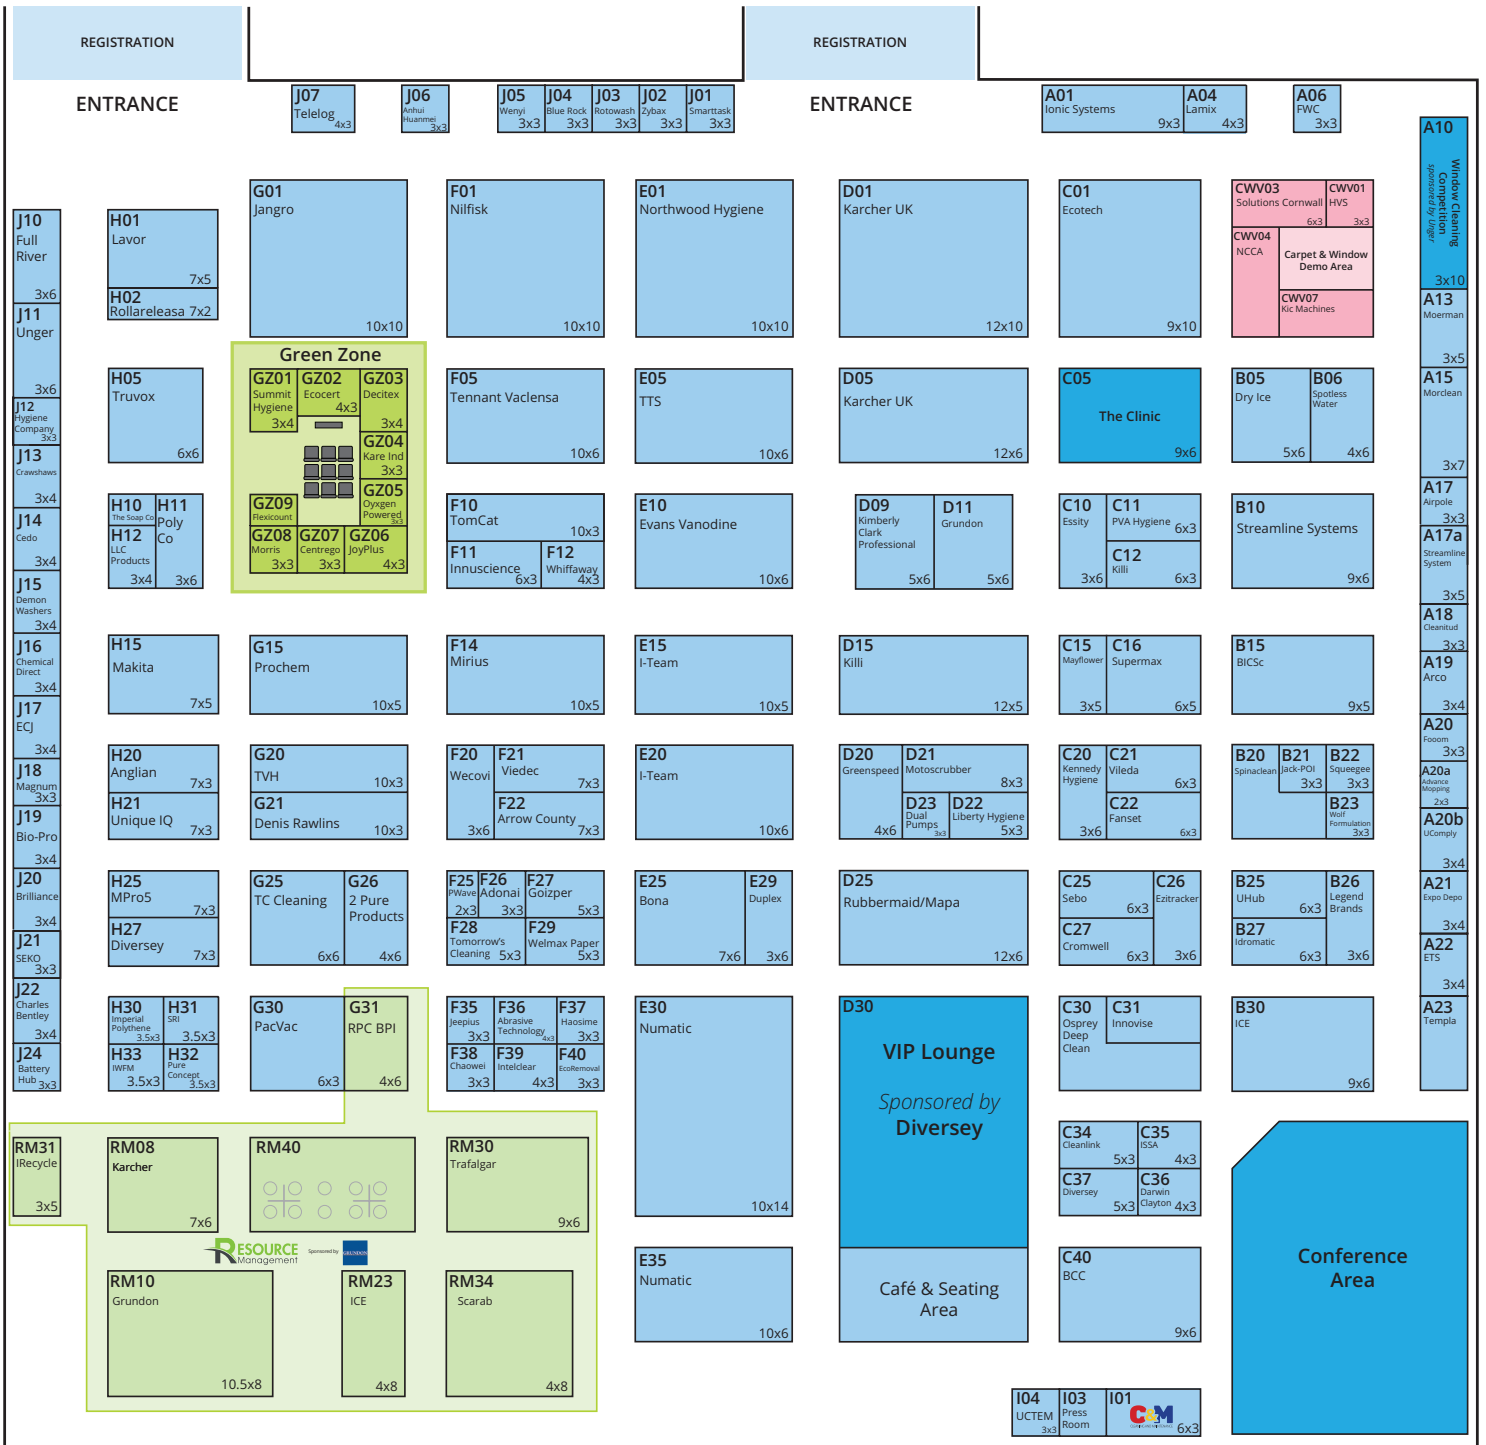 REGISTRATION
REGISTRATION
ENTRANCE
ENTRANCE
J07
Telelog
4x3
J06
Anhui
Huanmei
3x3
J05
Wenyi
3x3
J04
Blue Rock
3x3
J03
Rotowash
3x3
J02
Zybax
3x3
J01
Smarttask
3x3
A01
Ionic Systems
9x3
A04
Lamix
4x3
A06
FWC
3x3
A10
Window Cleaning
Competition
sponsored by Unger
3x10
J10
Full
River
3x6
J11
Unger
3x6
J12
Hygiene
Company
3x3
J13
Crawshaws
3x4
J14
Cedo
3x4
J15
Demon
Washers
3x4
J16
Chemical
Direct
3x4
J17
ECJ
3x4
J18
Magnum
3x3
J19
Bio-Pro
3x4
J20
Brilliance
3x4
J21
SEKO
3x3
J22
Charles
Bentley
3x4
J24
Battery
Hub
3x3
H01
Lavor
7x5
H02
Rollareleasa 7x2
H05
Truvox
6x6
H10
The Soap Co
H11
Poly
Co
3x6
H12
LLC
Products
3x4
H15
Makita
7x5
H20
Anglian
7x3
H21
Unique IQ
7x3
H25
MPro5
7x3
H27
Diversey
7x3
H30
Imperial
Polythene
3.5x3
H31
SRI
3.5x3
H33
IWFM
3.5x3
H32
Pure
Concept
3.5x3
G01
Jangro
10x10
Green Zone
GZ01
Summit
Hygiene
3x4
GZ02
Ecocert
4x3
GZ03
Decitex
3x4
GZ04
Kare Ind
3x3
GZ05
Oyxgen
Powered
3x3
GZ09
Flexicount
GZ08
Morris
3x3
GZ07
Centrego
3x3
GZ06
JoyPlus
4x3
G15
Prochem
10x5
G20
TVH
10x3
G21
Denis Rawlins
10x3
G25
TC Cleaning
6x6
G26
2 Pure
Products
4x6
G30
PacVac
6x3
G31
RPC BPI
4x6
F01
Nilfisk
10x10
F05
Tennant Vaclensa
10x6
F10
TomCat
10x3
F11
Innuscience
6x3
F12
Whiffaway
4x3
F14
Mirius
10x5
F20
Wecovi
3x6
F21
Viedec
7x3
F22
Arrow County
7x3
F25
PWave
2x3
F26
Adonai
3x3
F27
Goizper
5x3
F28
Tomorrow's
Cleaning
5x3
F29
Welmax Paper
5x3
F35
Jeepius
3x3
F36
Abrasive
Technology
4x3
F37
Haosime
3x3
F38
Chaowei
3x3
F39
Intelclear
4x3
F40
EcoRemoval
3x3
E01
Northwood Hygiene
10x10
E05
TTS
10x6
E10
Evans Vanodine
10x6
E15
I-Team
10x5
E20
I-Team
10x6
E25
Bona
7x6
E29
Duplex
3x6
E30
Numatic
10x14
E35
Numatic
10x6
D01
Karcher UK
12x10
D05
Karcher UK
12x6
D09
Kimberly
Clark
Professional
5x6
D11
Grundon
5x6
D15
Killi
12x5
D20
Greenspeed
4x6
D21
Motoscrubber
8x3
D23
Dual
Pumps
3x3
D22
Liberty Hygiene
5x3
D25
Rubbermaid/Mapa
12x6
D30
VIP Lounge
Sponsored by
Diversey
Café & Seating
Area
C01
Ecotech
9x10
C05
The Clinic
9x6
C10
Essity
3x6
C11
PVA Hygiene
6x3
C12
Killi
6x3
C15
Mayflower
3x5
C16
Supermax
6x5
C20
Kennedy
Hygiene
3x6
C21
Vileda
6x3
C22
Fanset
6x3
C25
Sebo
6x3
C26
Ezitracker
3x6
C27
Cromwell
6x3
C30
Osprey
Deep
Clean
C31
Innovise
C34
Cleanlink
5x3
C35
ISSA
4x3
C37
Diversey
5x3
C36
Darwin
Clayton
4x3
C40
BCC
9x6
CWV03
Solutions Cornwall
6x3
CWV01
HVS
3x3
CWV04
NCCA
Carpet & Window
Demo Area
CWV07
Kic Machines
B05
Dry Ice
5x6
B06
Spotless
Water
4x6
B10
Streamline Systems
9x6
B15
BICSc
9x5
B20
Spinaclean
B21
Jack-POI
3x3
B22
Squeegee
3x3
B23
Wolf
Formulation
3x3
B25
UHub
6x3
B26
Legend
Brands
3x6
B27
Idromatic
6x3
B30
ICE
9x6
A13
Moerman
3x5
A15
Morclean
3x7
A17
Airpole
3x3
A17a
Streamline
System
3x5
A18
Cleanitud
3x3
A19
Arco
3x4
A20
Fooom
3x3
A20a
Advance
Mopping
2x3
A20b
UComply
3x4
A21
Expo Depo
3x4
A22
ETS
3x4
A23
Templa
RM31
IRecycle
3x5
RM08
Karcher
7x6
RM40
RM30
Trafalgar
9x6
RESOURCE
Management
Sponsored by
GRUNDON
RM10
Grundon
10.5x8
RM23
ICE
4x8
RM34
Scarab
4x8
Conference
Area
I04
UCTEM
3x3
I03
Press
Room
I01
C&M
6x3